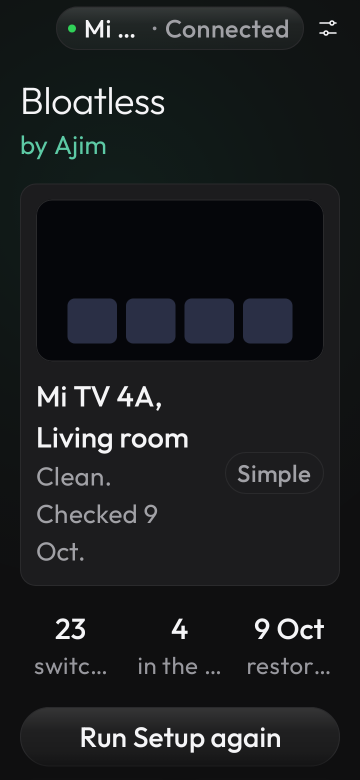 Mi ... · Connected
Bloatless
by Ajim
Mi TV 4A,
Living room
Clean.
Checked 9
Oct.
Simple
23 4 9 Oct
switc... in the ... restor...
Run Setup again